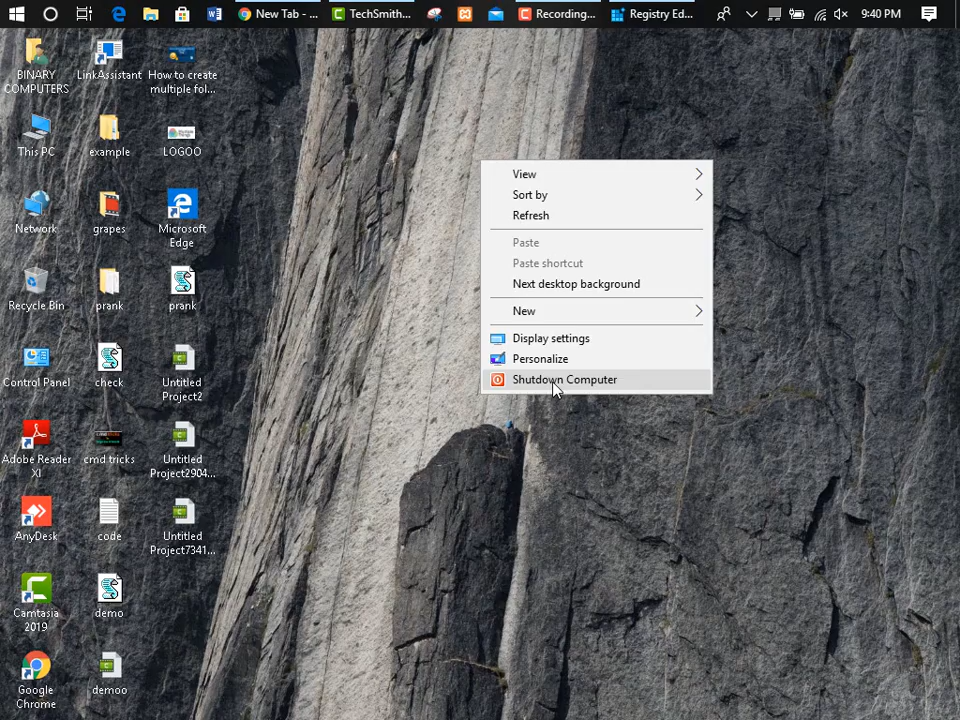 New Tab - ...
TechSmith...
Recording...
Registry Ed...
9:40 PM
BINARY
COMPUTERS
LinkAssistant
How to create
multiple fol...
This PC
example
LOGOO
Network
grapes
Microsoft
Edge
Recycle Bin
prank
prank
Control Panel
check
Untitled
Project2
Adobe Reader
XI
cmd tricks
Untitled
Project2904...
AnyDesk
code
Untitled
Project7341...
Camtasia
2019
demo
Google
Chrome
demoo
View
Sort by
Refresh
Paste
Paste shortcut
Next desktop background
New
Display settings
Personalize
Shutdown Computer